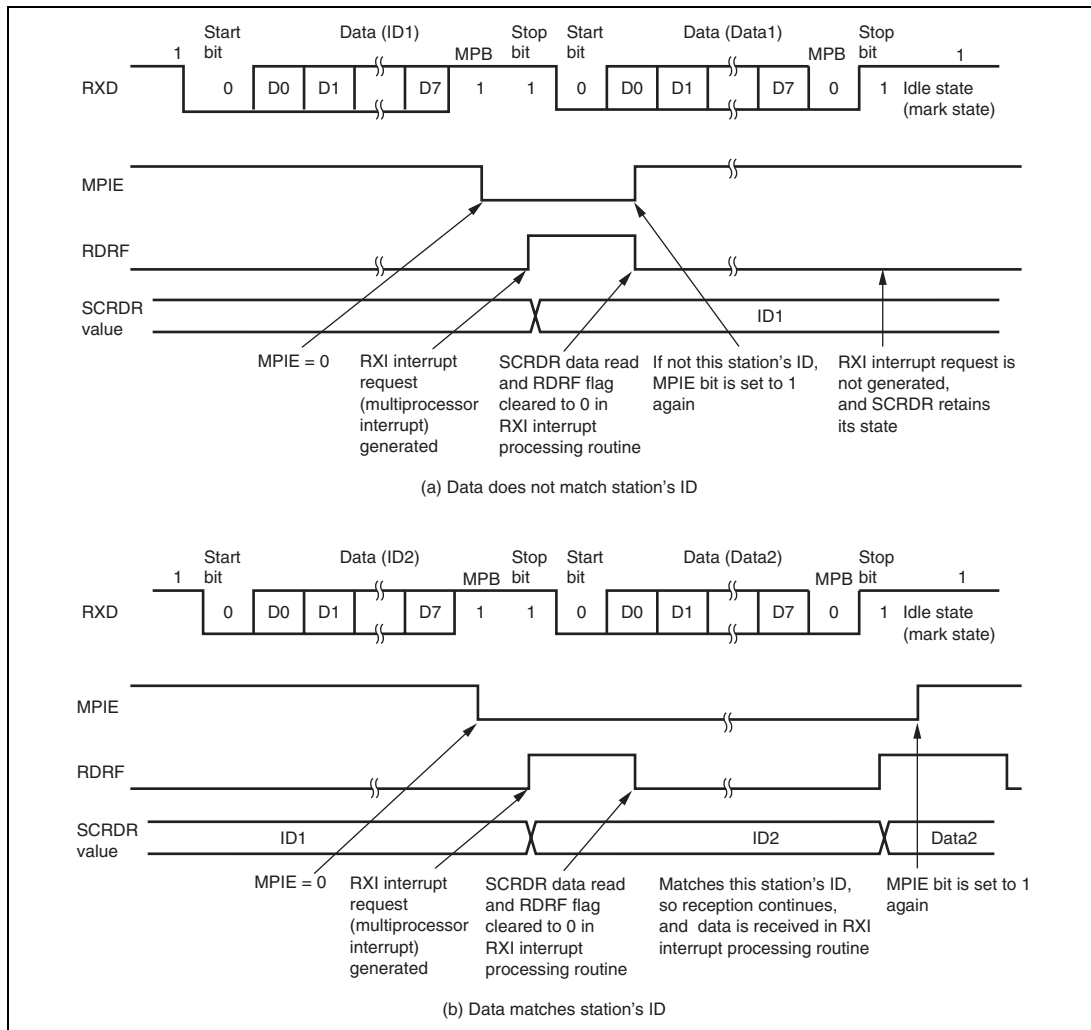 Start bit
Data (ID1)
Stop bit
Start bit
Data (Data1)
Stop bit
1
MPB
MPB
1
RXD
0
D0
D1
D7
1
1
0
D0
D1
D7
0
1
Idle state
(mark state)
MPIE
RDRF
SCRDR
value
ID1
MPIE = 0
RXI interrupt
request
(multiprocessor
interrupt)
generated
SCRDR data read
and RDRF flag
cleared to 0 in
RXI interrupt
processing routine
If not this station's ID,
MPIE bit is set to 1
again
RXI interrupt request is
not generated,
and SCRDR retains
its state
(a) Data does not match station's ID
Start
bit
Data (ID2)
Stop
bit
Start
bit
Data (Data2)
Stop
bit
1
MPB
MPB
1
RXD
0
D0
D1
D7
1
1
0
D0
D1
D7
0
1
Idle state
(mark state)
MPIE
RDRF
SCRDR
value
ID1
ID2
Data2
MPIE = 0
RXI interrupt
request
(multiprocessor
interrupt)
generated
SCRDR data read
and RDRF flag
cleared to 0 in
RXI interrupt
processing routine
Matches this station's ID,
so reception continues,
and data is received in RXI
interrupt processing routine
MPIE bit is set to 1
again
(b) Data matches station's ID